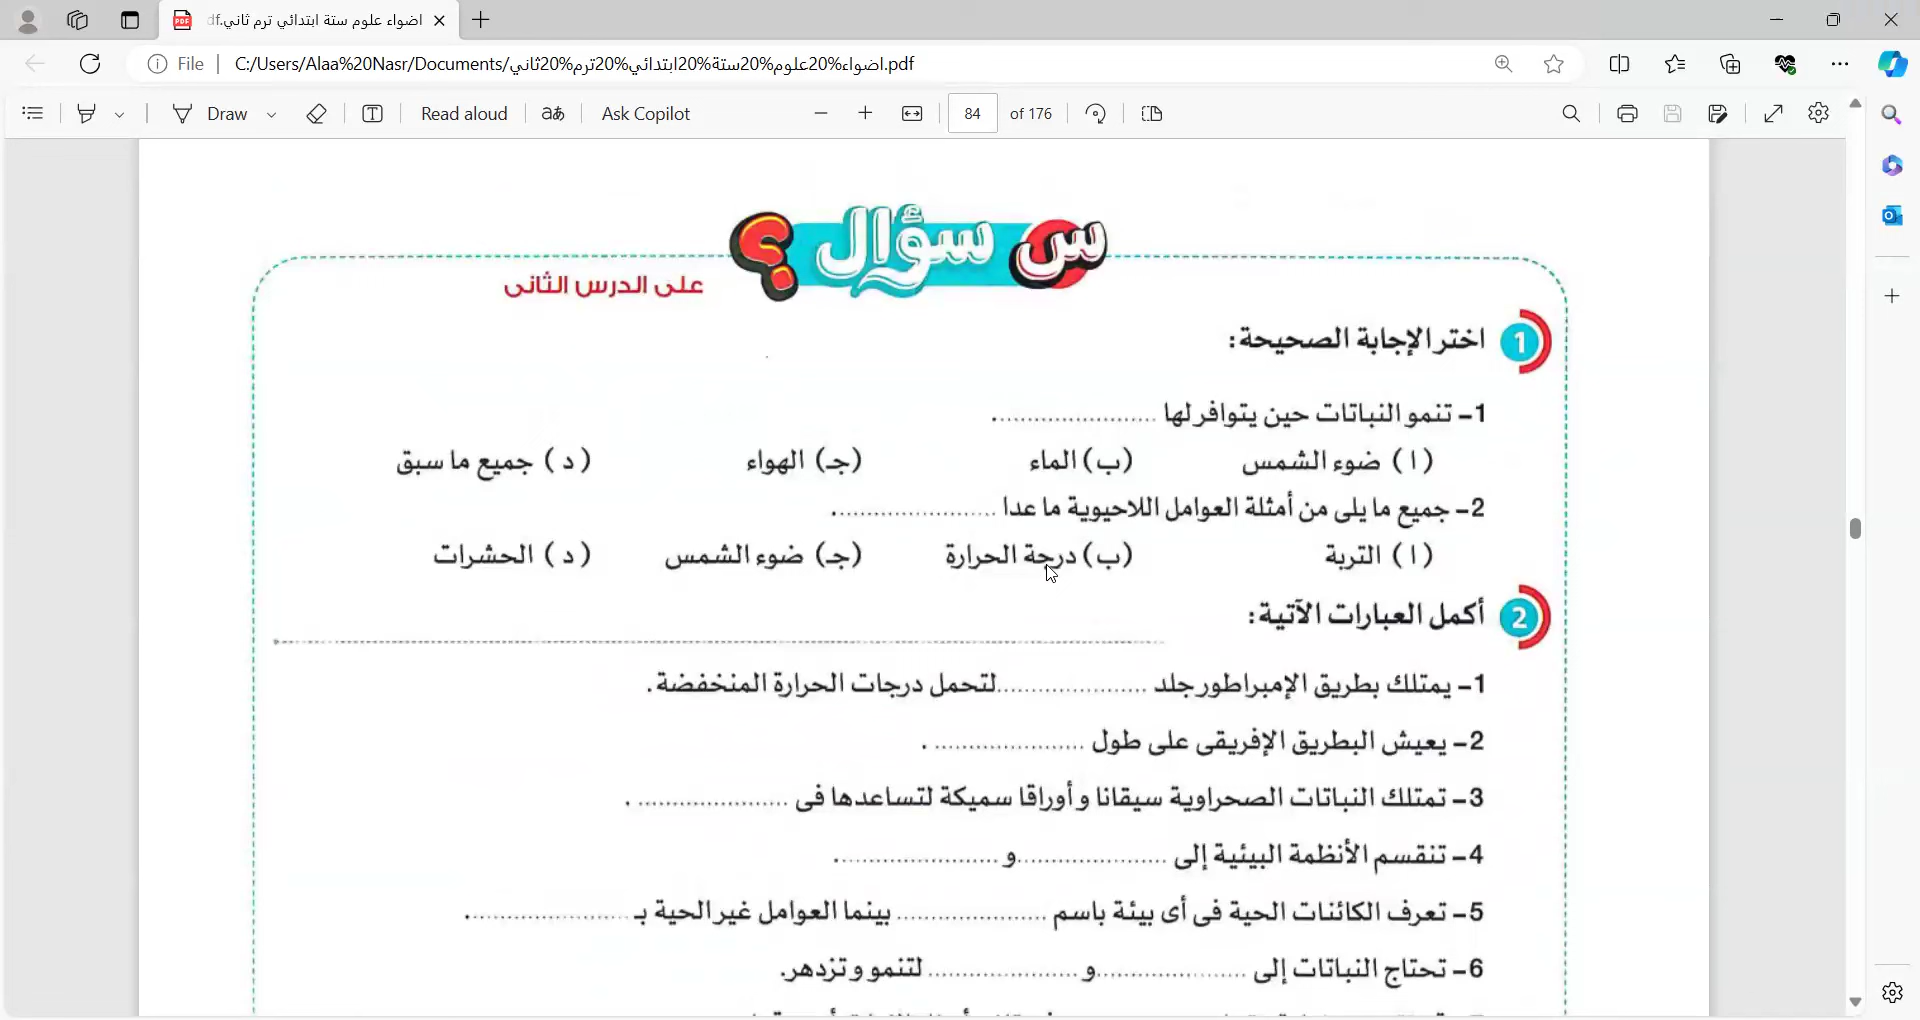 اضواء علوم ستة ابتدائي ترم ثاني.df
File
C:/Users/Alaa%20Nasr/Documents/اضواء%20علوم%20ستة%20ابتدائي%20ترم%20ثاني.pdf
Draw
Read aloud
aあ
Ask Copilot
84 of 176
س سؤال ؟
على الدرس الثانى
1 اختر الإجابة الصحيحة:
1- تنمو النباتات حين يتوافر لها ......................
(ا) ضوء الشمس (ب) الماء (جـ) الهواء (د) جميع ما سبق
2- جميع ما يلى من أمثلة العوامل اللاحيوية ما عدا ......................
(ا) التربة (ب) درجة الحرارة (جـ) ضوء الشمس (د) الحشرات
2 أكمل العبارات الآتية:
1- يمتلك بطريق الإمبراطور جلد ...................... لتحمل درجات الحرارة المنخفضة.
2- يعيش البطريق الإفريقى على طول ...................... .
3- تمتلك النباتات الصحراوية سيقانا وأوراقا سميكة لتساعدها فى ...................... .
4- تنقسم الأنظمة البيئية إلى ...................... و ...................... .
5- تعرف الكائنات الحية فى أى بيئة باسم ...................... بينما العوامل غير الحية بـ ...................... .
6- تحتاج النباتات إلى ...................... و ...................... لتنمو وتزدهر.